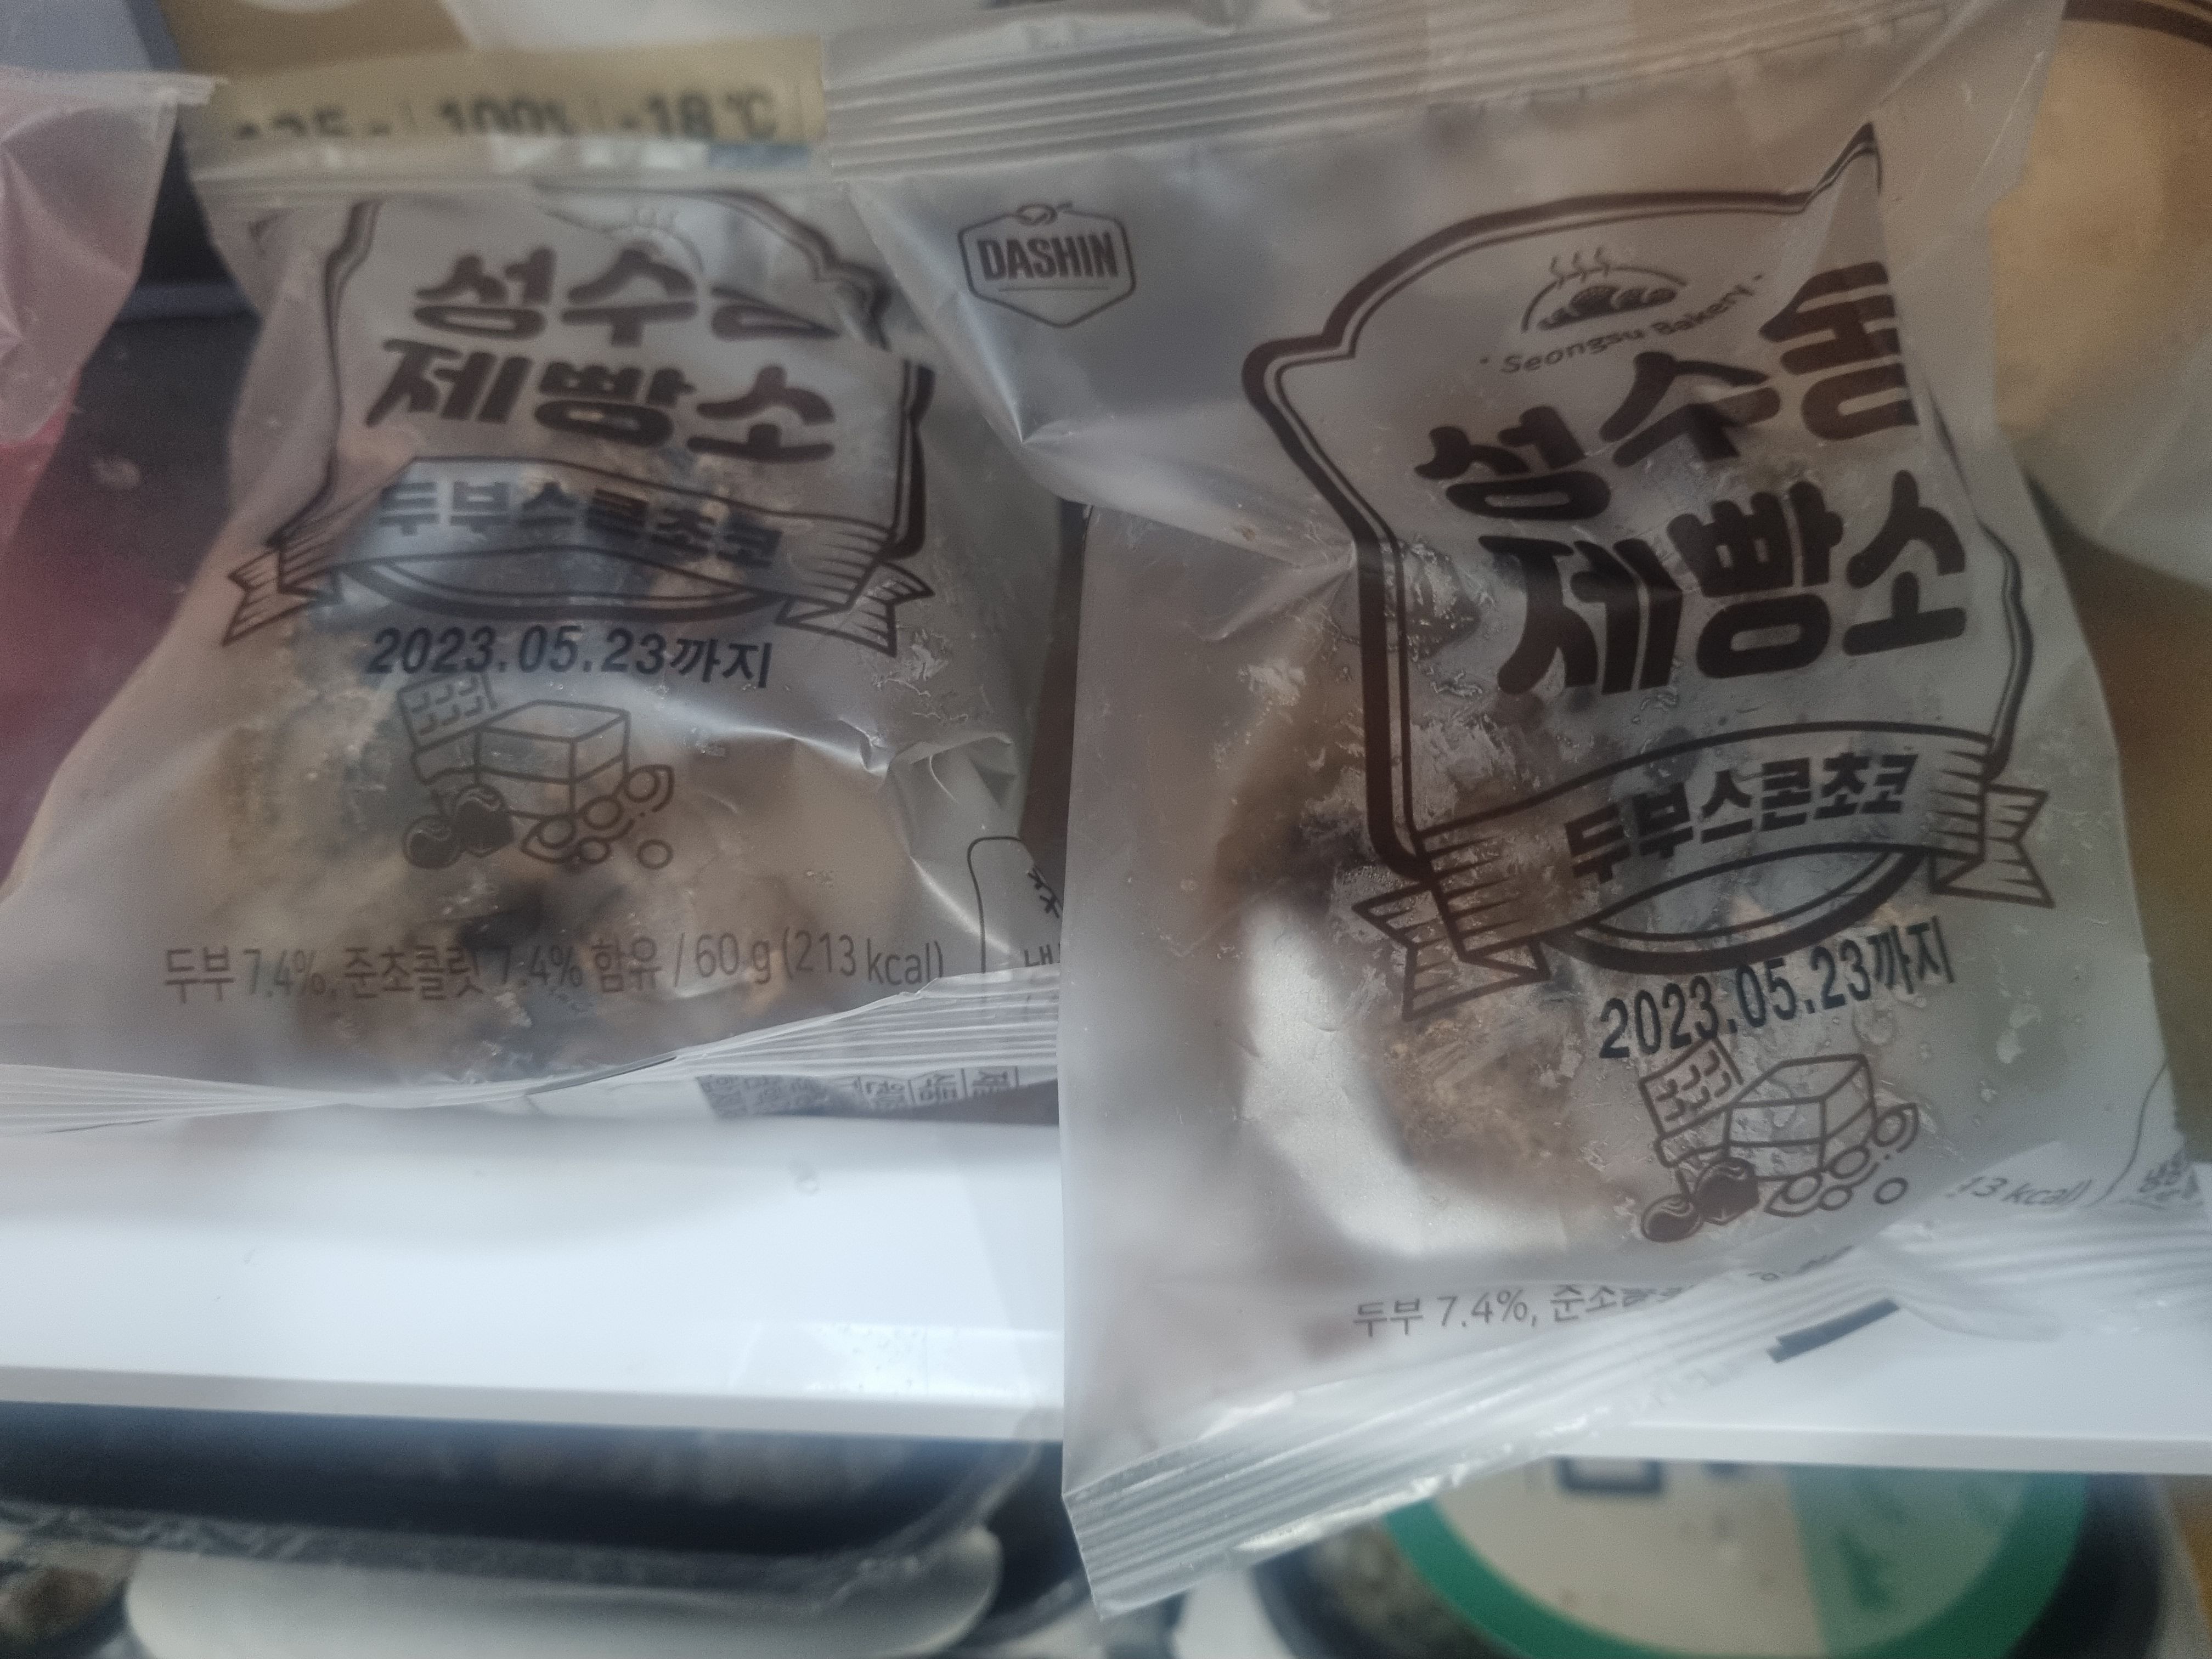 100% -18℃
성수
제빵소
두부스콘초코
2023.05.23까지
두부 7.4%, 준초콜릿 7.4% 함유 / 60 g (213 kcal)
DASHIN
Seongsu Bakery
성수동
제빵소
두부스콘초코
2023.05.23까지
13 kcal)
두부 7.4%,